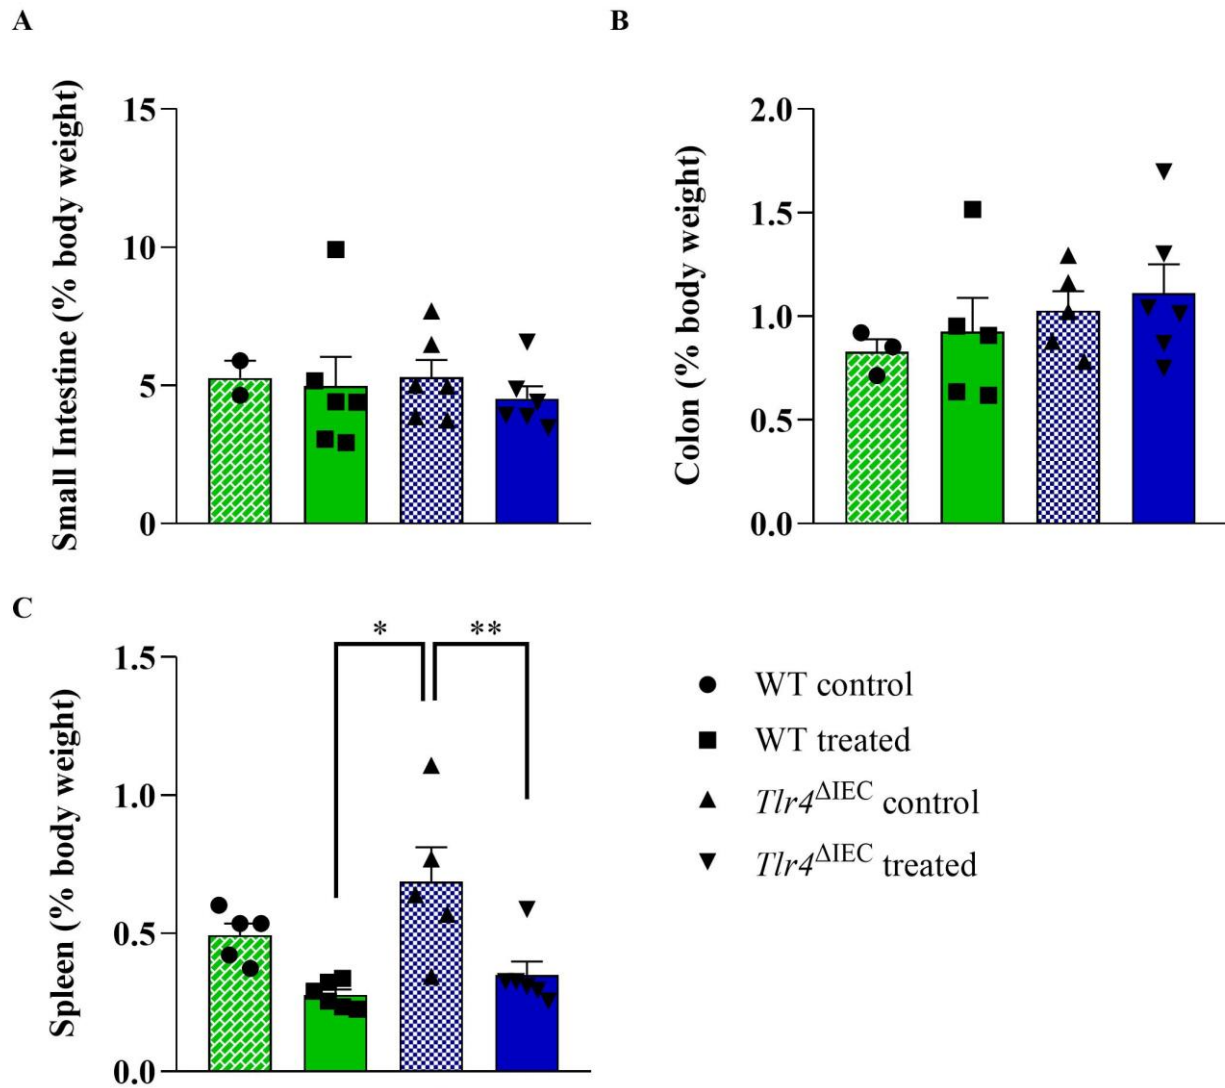 A
Small Intestine (% body weight)
15
10
5
0
B
Colon (% body weight)
2.0
1.5
1.0
0.5
0.0
C
Spleen (% body weight)
1.5
1.0
0.5
0.0
*
**
WT control
WT treated
Tlr4ΔIEC control
Tlr4ΔIEC treated